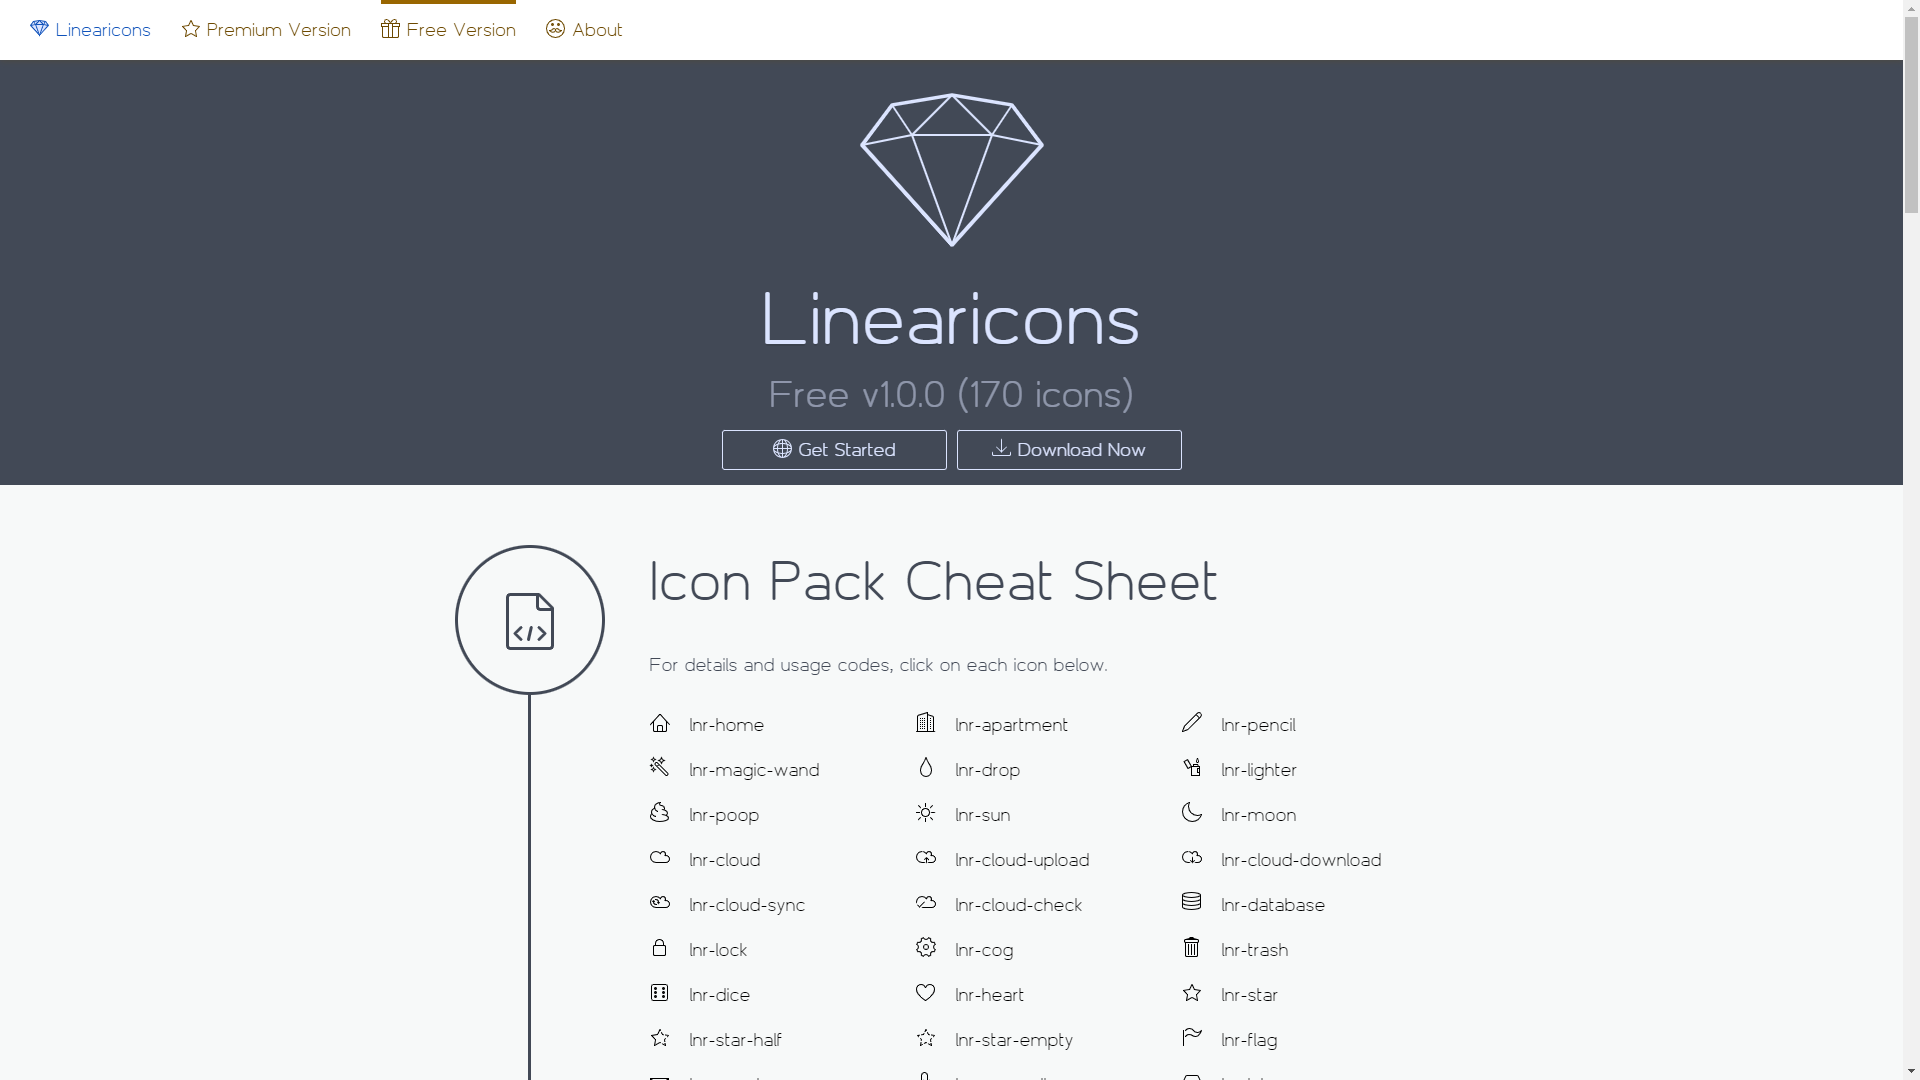 Linearicons Premium Version Free Version About
Linearicons
Free v1.0.0 (170 icons)
Get Started Download Now
Icon Pack Cheat Sheet
For details and usage codes, click on each icon below.
lnr-home lnr-apartment lnr-pencil
lnr-magic-wand lnr-drop lnr-lighter
lnr-poop lnr-sun lnr-moon
lnr-cloud lnr-cloud-upload lnr-cloud-download
lnr-cloud-sync lnr-cloud-check lnr-database
lnr-lock lnr-cog lnr-trash
lnr-dice lnr-heart lnr-star
lnr-star-half lnr-star-empty lnr-flag